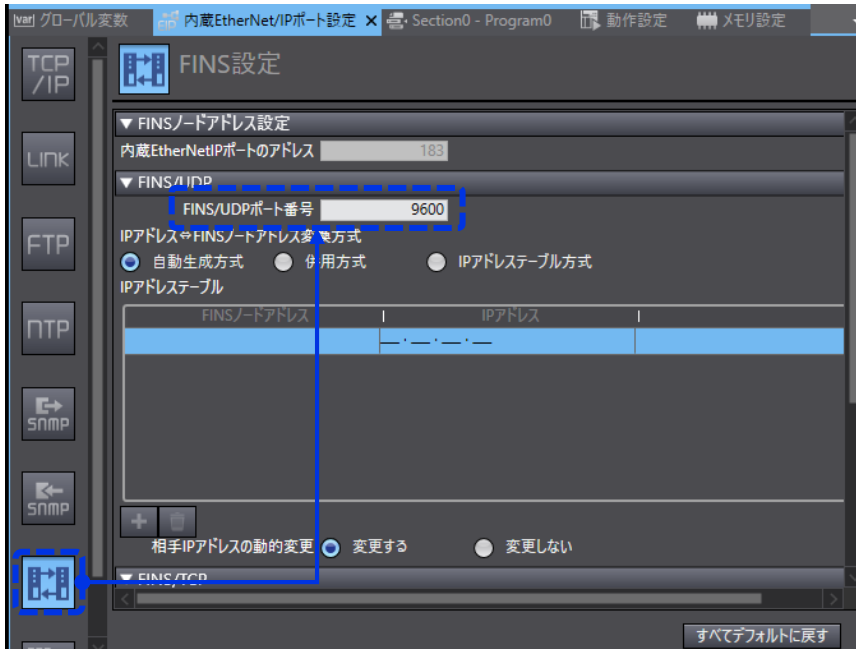 var グローバル変数 内蔵EtherNet/IPポート設定 × Section0 - Program0 動作設定 メモリ設定
TCP
/IP
FINS設定
▼ FINSノードアドレス設定
内蔵EtherNetIPポートのアドレス 183
LINK
▼ FINS/UDP
FINS/UDPポート番号 9600
IPアドレス⇔FINSノードアドレス変換方式
FTP
自動生成方式 併用方式 IPアドレステーブル方式
IPアドレステーブル
FINSノードアドレス IPアドレス
NTP
SNMP
SNMP
相手IPアドレスの動的変更 変更する 変更しない
▼ FINS/TCP
すべてデフォルトに戻す